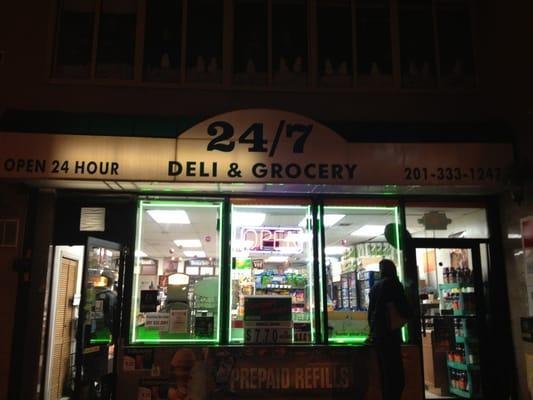 24/7
OPEN 24 HOUR
DELI & GROCERY
201-333-1247
OPEN
PREPAID REFILLS